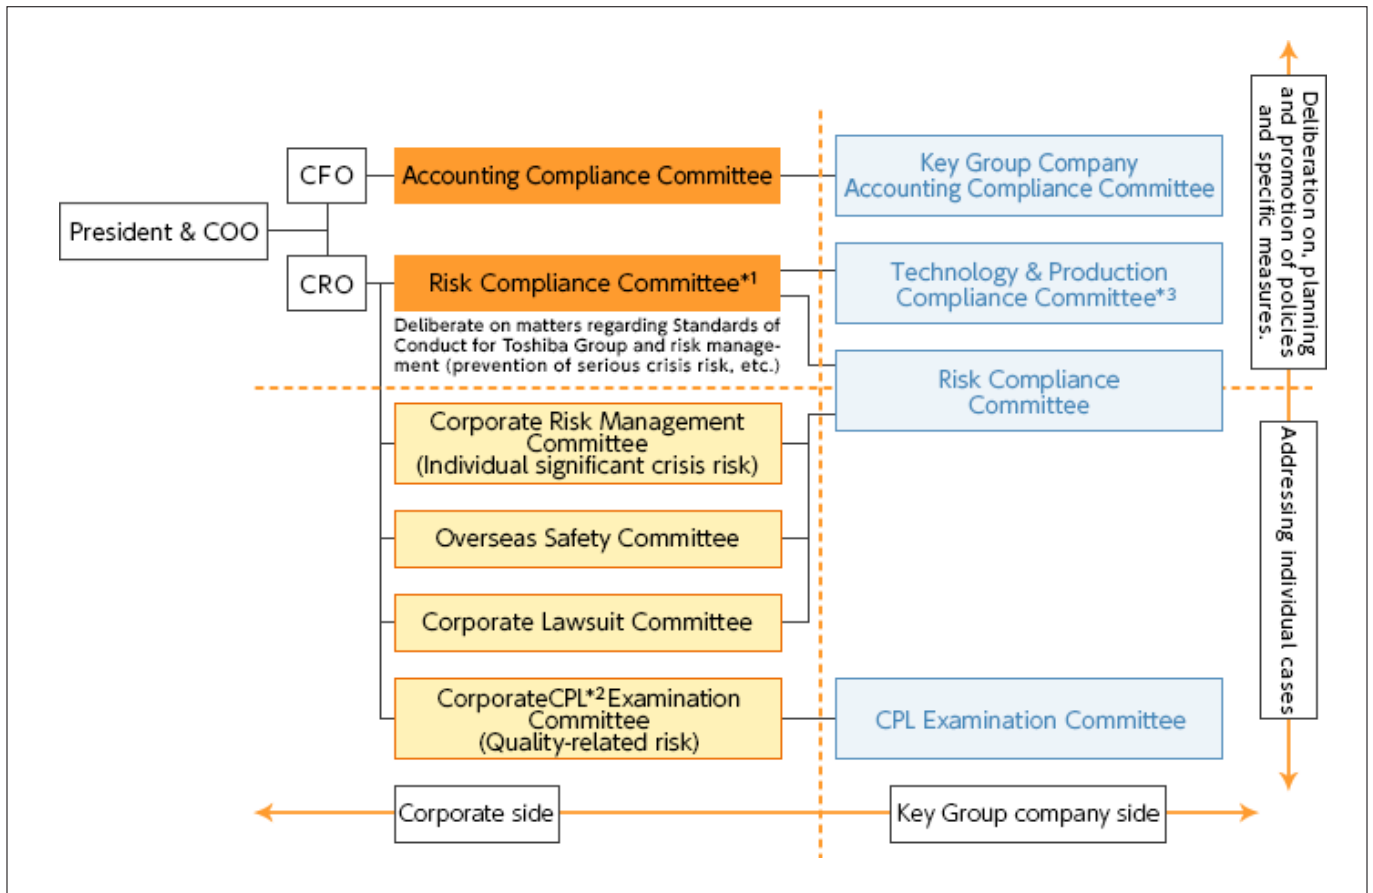 President & COO
CFO
CRO
Accounting Compliance Committee
Risk Compliance Committee*1
Deliberate on matters regarding Standards of
Conduct for Toshiba Group and risk manage-
ment (prevention of serious crisis risk, etc.)
Corporate Risk Management
Committee
(Individual significant crisis risk)
Overseas Safety Committee
Corporate Lawsuit Committee
CorporateCPL*2Examination
Committee
(Quality-related risk)
Key Group Company
Accounting Compliance Committee
Technology & Production
Compliance Committee*3
Risk Compliance
Committee
CPL Examination Committee
Deliberation on, planning
and promotion of policies
and specific measures.
Addressing individual cases
Corporate side
Key Group company side